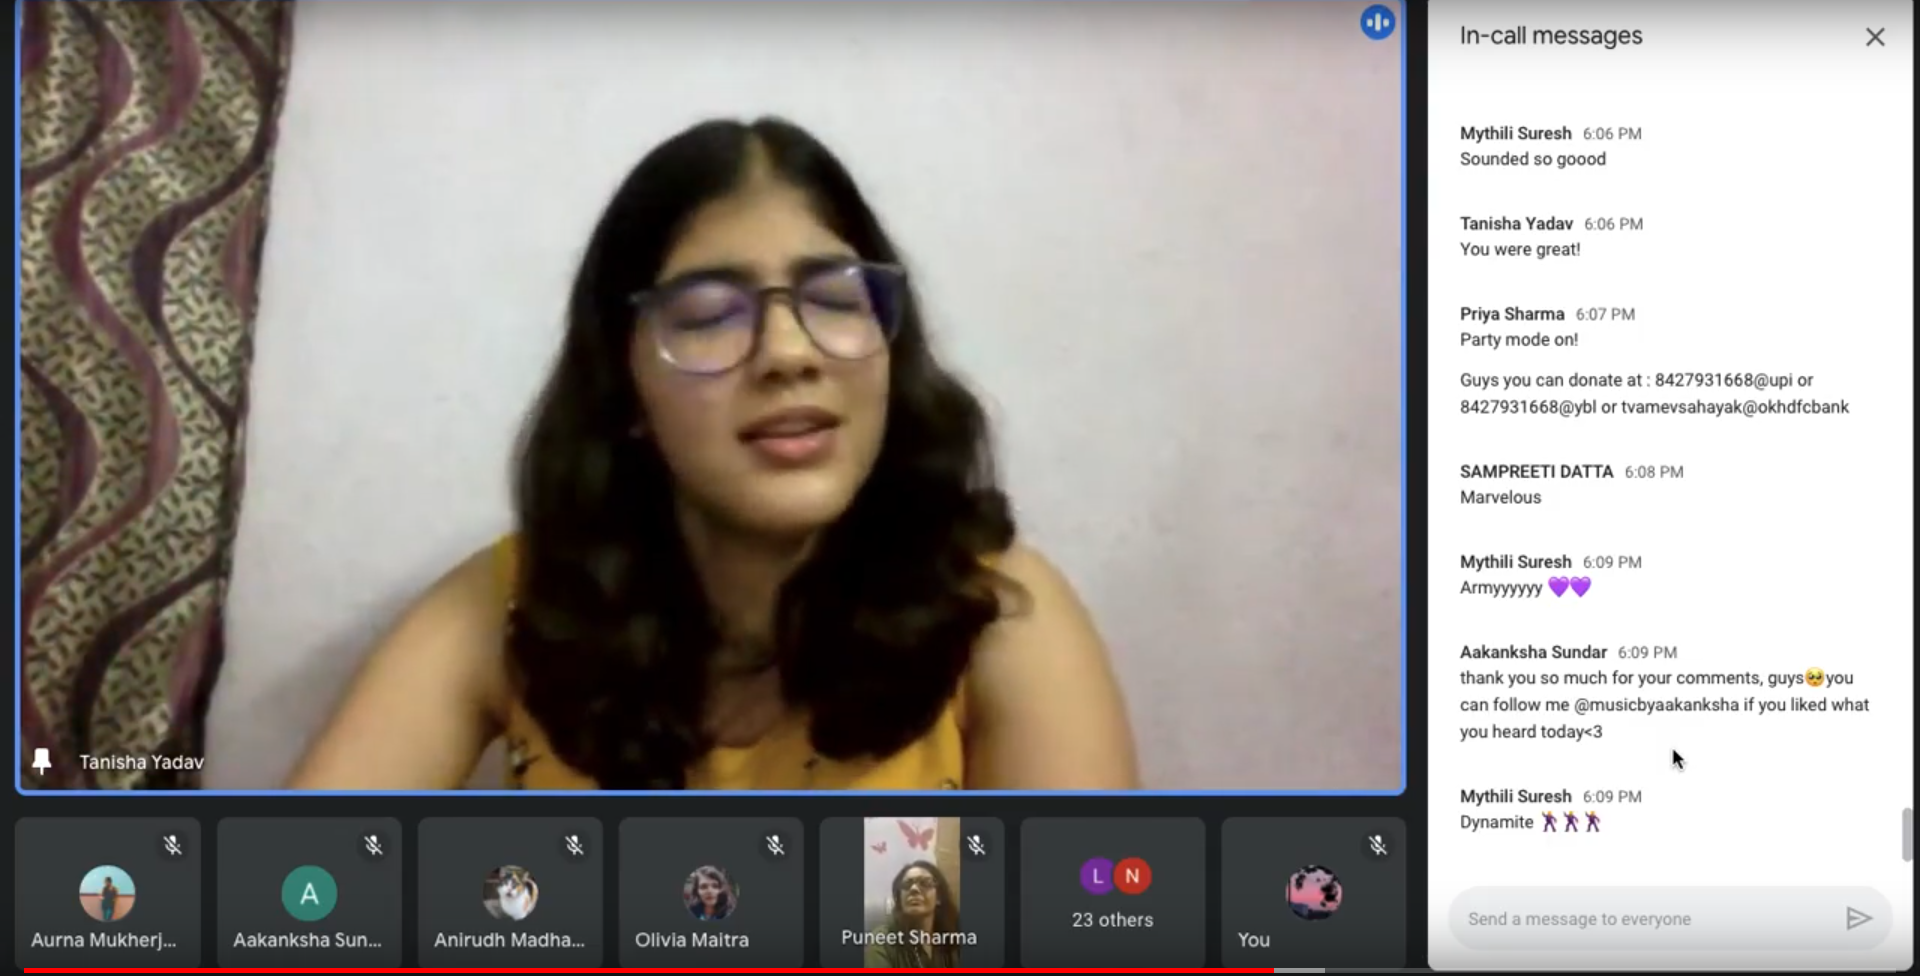 In-call messages
Mythili Suresh 6:06 PM
Sounded so goood
Tanisha Yadav 6:06 PM
You were great!
Priya Sharma 6:07 PM
Party mode on!
Guys you can donate at : 8427931668@upi or
8427931668@ybl or tvamevsahayak@okhdfcbank
SAMPREETI DATTA 6:08 PM
Marvelous
Mythili Suresh 6:09 PM
Armyyyyyy 💜💜
Aakanksha Sundar 6:09 PM
thank you so much for your comments, guys🥺you
can follow me @musicbyaakanksha if you liked what
you heard today<3
Mythili Suresh 6:09 PM
Dynamite 🕺🕺🕺
Send a message to everyone
Tanisha Yadav
Aurna Mukherj...
A
Aakanksha Sun...
Anirudh Madha...
Olivia Maitra
Puneet Sharma
L N
23 others
You